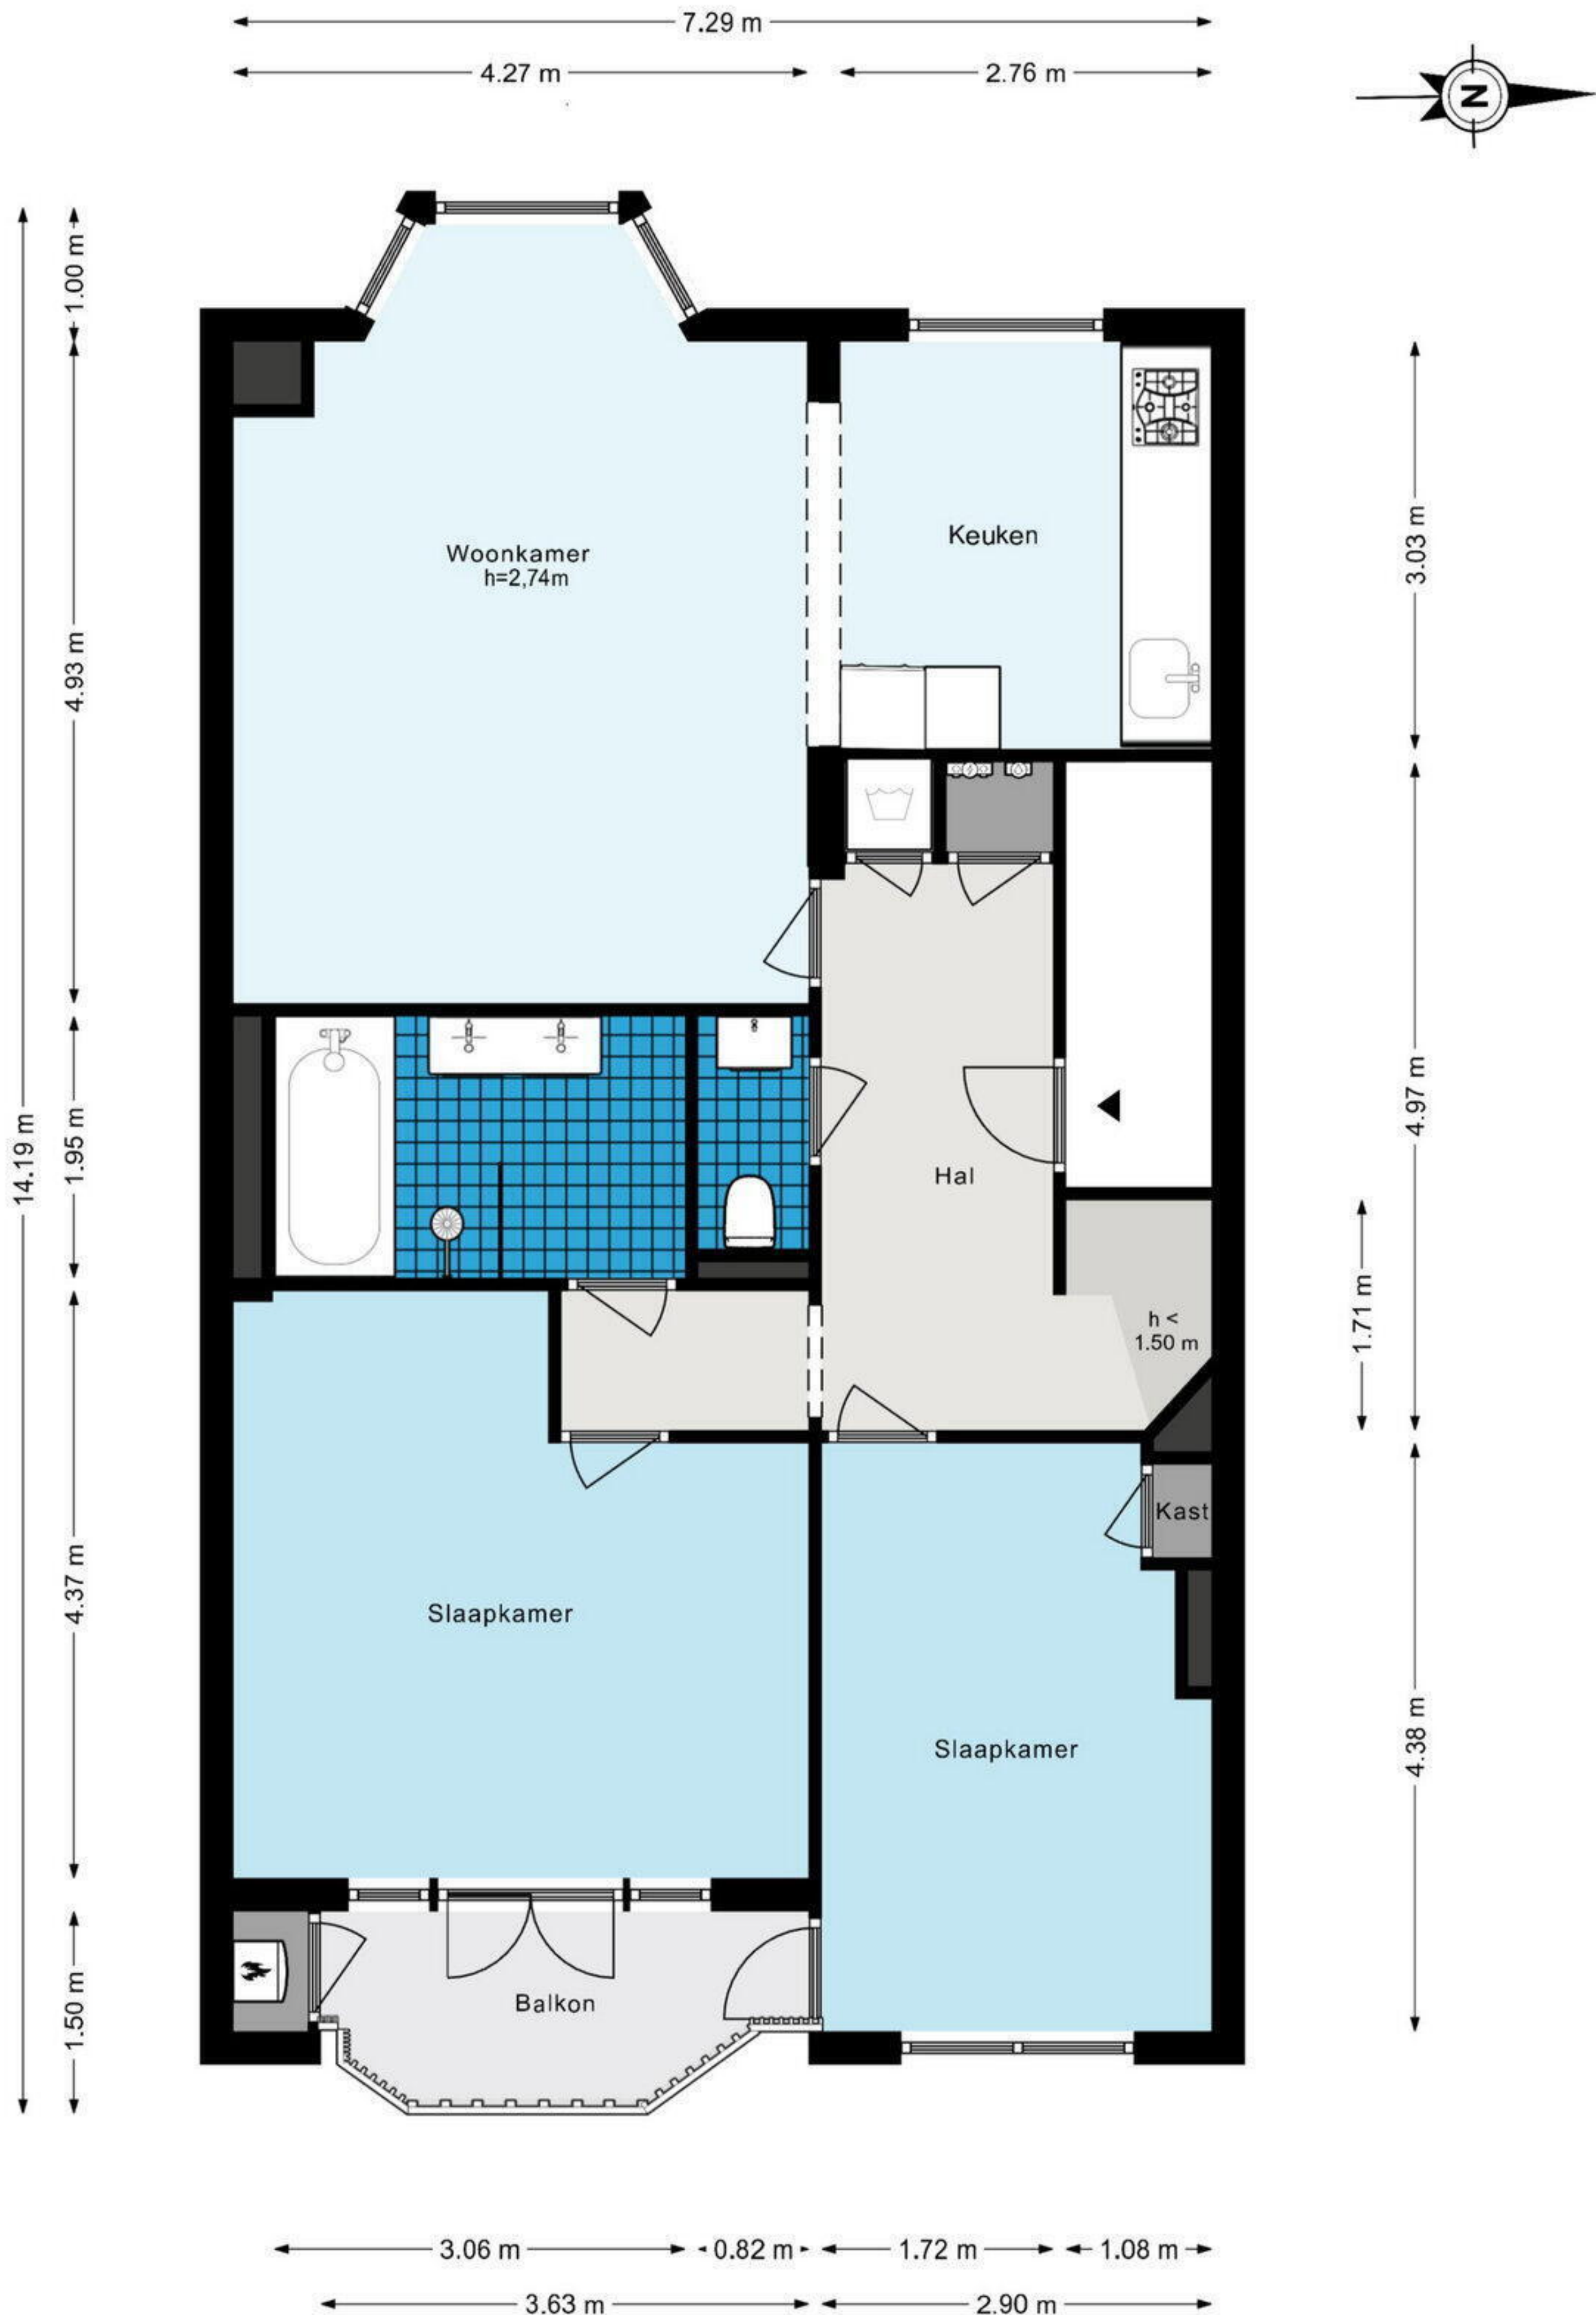 7.29 m
4.27 m
2.76 m
N
1.00 m
4.93 m
1.95 m
14.19 m
4.37 m
1.50 m
Woonkamer
h=2,74m
Keuken
3.03 m
Hal
4.97 m
h <
1.50 m
1.71 m
Kast
Slaapkamer
Slaapkamer
4.38 m
Balkon
3.06 m
0.82 m
1.72 m
1.08 m
3.63 m
2.90 m